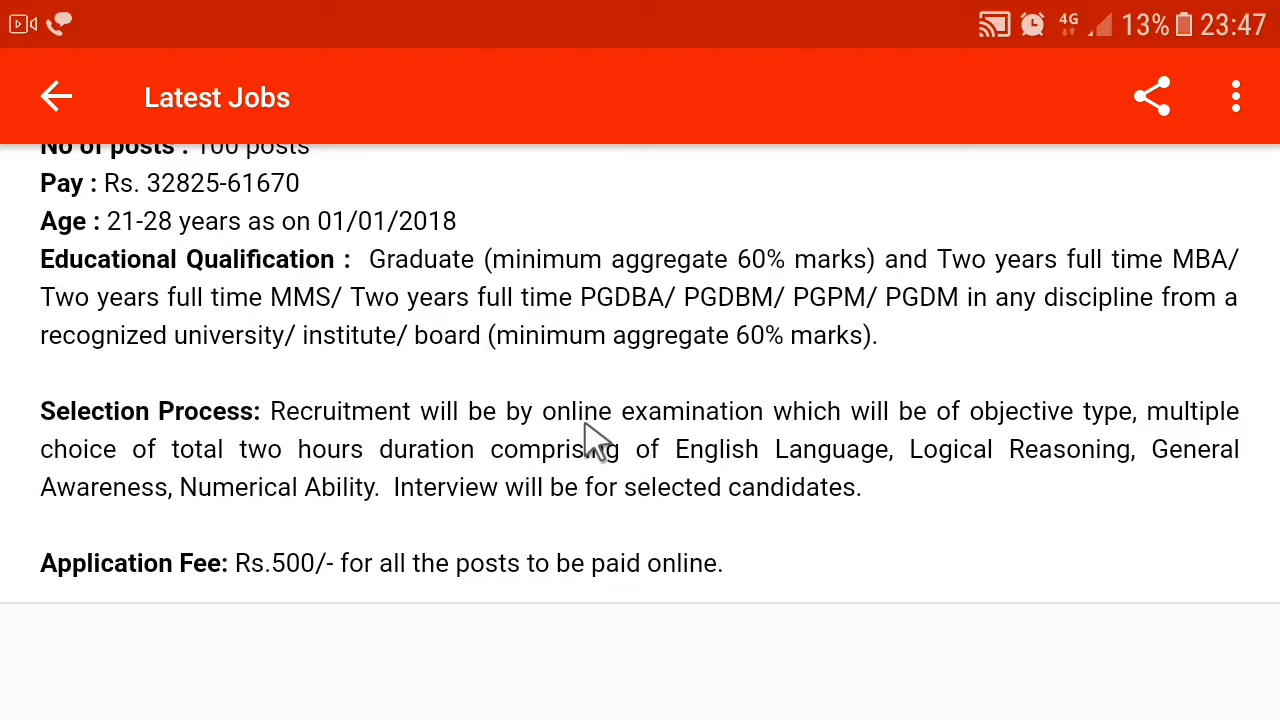 4G 13% 23:47
Latest Jobs
No of posts : 100 posts
Pay : Rs. 32825-61670
Age : 21-28 years as on 01/01/2018
Educational Qualification : Graduate (minimum aggregate 60% marks) and Two years full time MBA/
Two years full time MMS/ Two years full time PGDBA/ PGDBM/ PGPM/ PGDM in any discipline from a
recognized university/ institute/ board (minimum aggregate 60% marks).
Selection Process: Recruitment will be by online examination which will be of objective type, multiple
choice of total two hours duration comprising of English Language, Logical Reasoning, General
Awareness, Numerical Ability. Interview will be for selected candidates.
Application Fee: Rs.500/- for all the posts to be paid online.